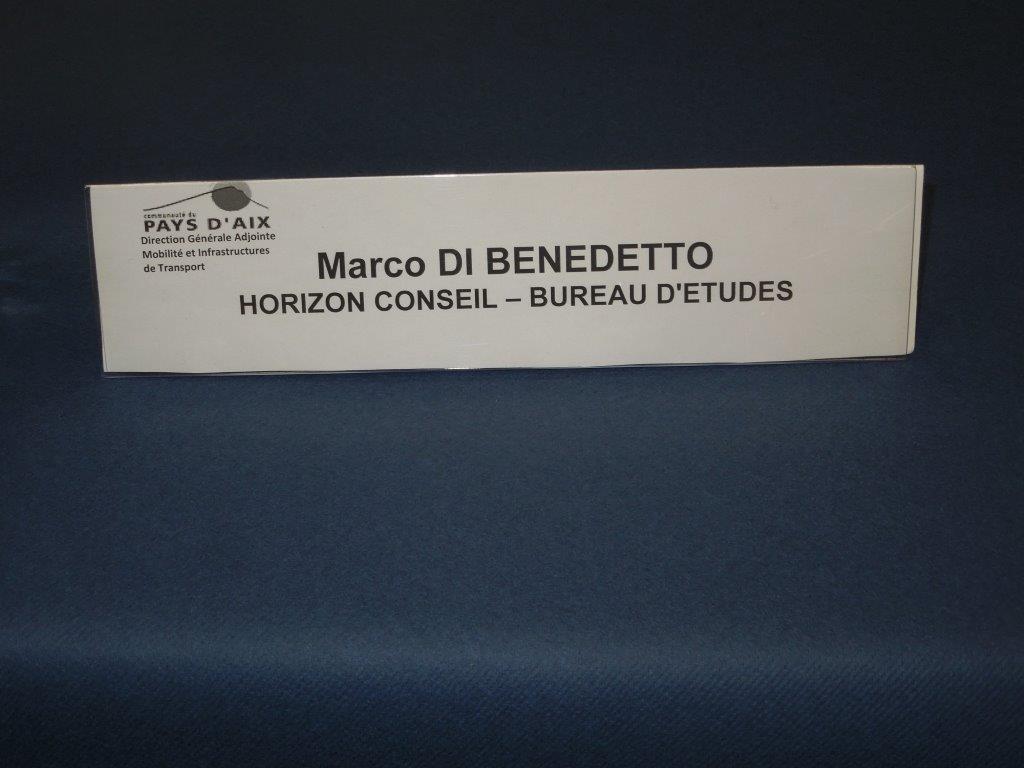 communauté du
PAYS D'AIX
Direction Générale Adjointe
Mobilité et Infrastructures
de Transport
Marco DI BENEDETTO
HORIZON CONSEIL – BUREAU D'ETUDES